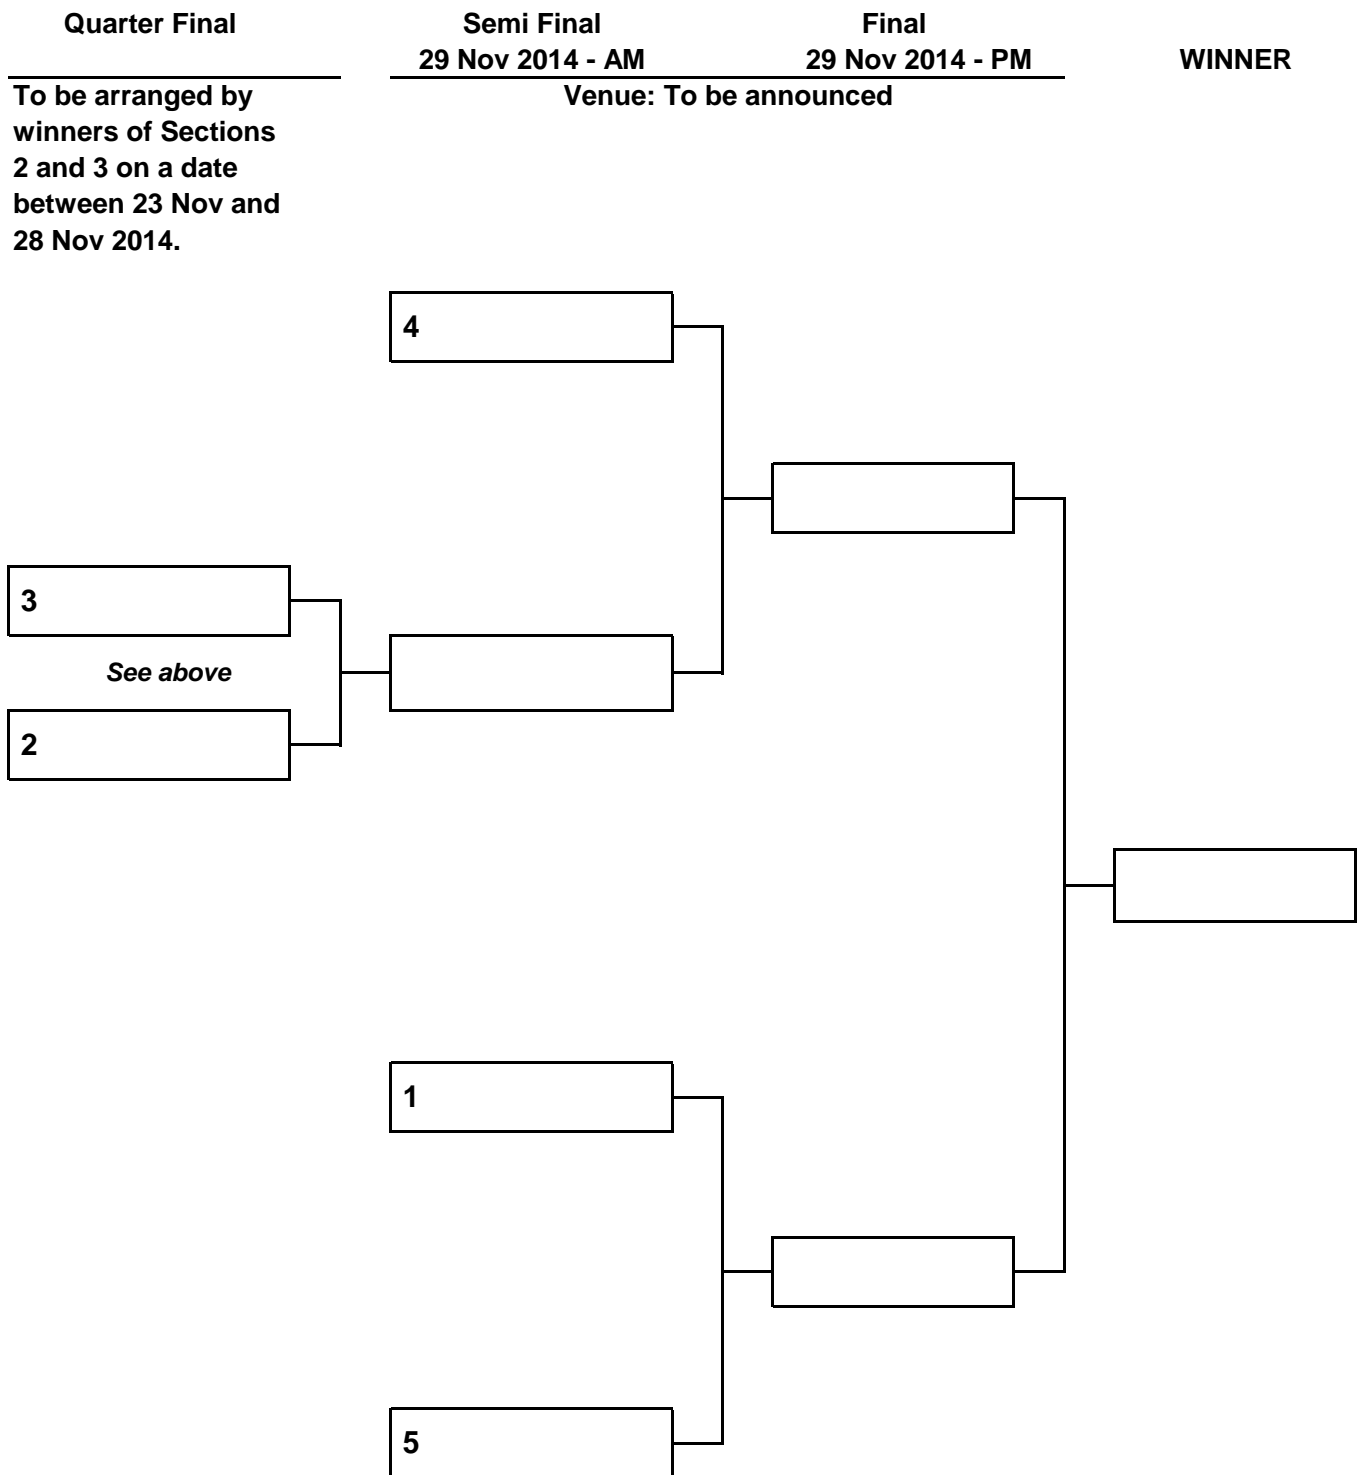 Quarter Final Semi Final Final
29 Nov 2014 - AM 29 Nov 2014 - PM WINNER
To be arranged by Venue: To be announced
winners of Sections
2 and 3 on a date
between 23 Nov and
28 Nov 2014.
4
3
See above
2
1
5